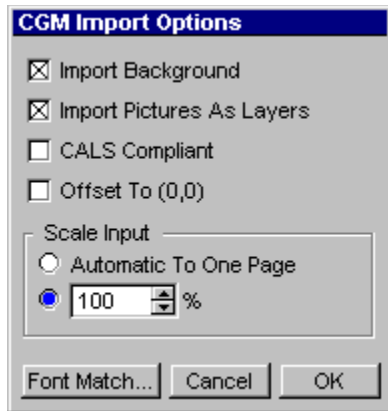 CGM Import Options
Import Background
Import Pictures As Layers
CALS Compliant
Offset To (0,0)
Scale Input
Automatic To One Page
100 %
Font Match... Cancel OK